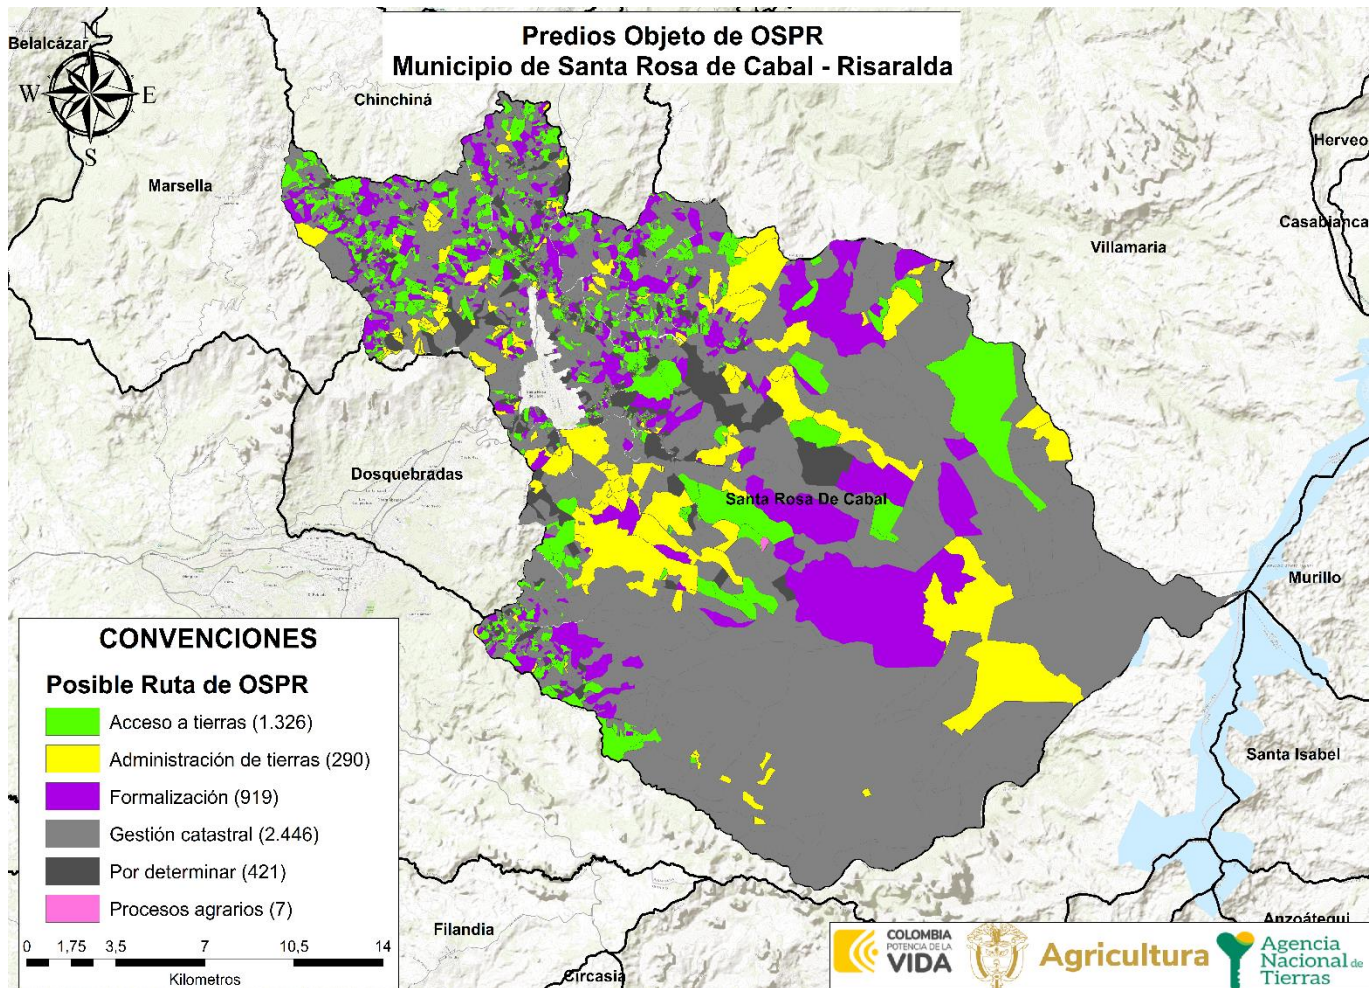 Predios Objeto de OSPR
Municipio de Santa Rosa de Cabal - Risaralda
Belalcázar
N
W
E
S
Chinchiná
Marsella
Herveo
Casabianca
Villamaria
Dosquebradas
Santa Rosa De Cabal
Murillo
Santa Isabel
Anzoátegui
Filandia
Circasia
CONVENCIONES
Posible Ruta de OSPR
Acceso a tierras (1.326)
Administración de tierras (290)
Formalización (919)
Gestión catastral (2.446)
Por determinar (421)
Procesos agrarios (7)
0 1,75 3,5 7 10,5 14
Kilometros
COLOMBIA
POTENCIA DE LA
VIDA
Agricultura
Agencia
Nacional de
Tierras